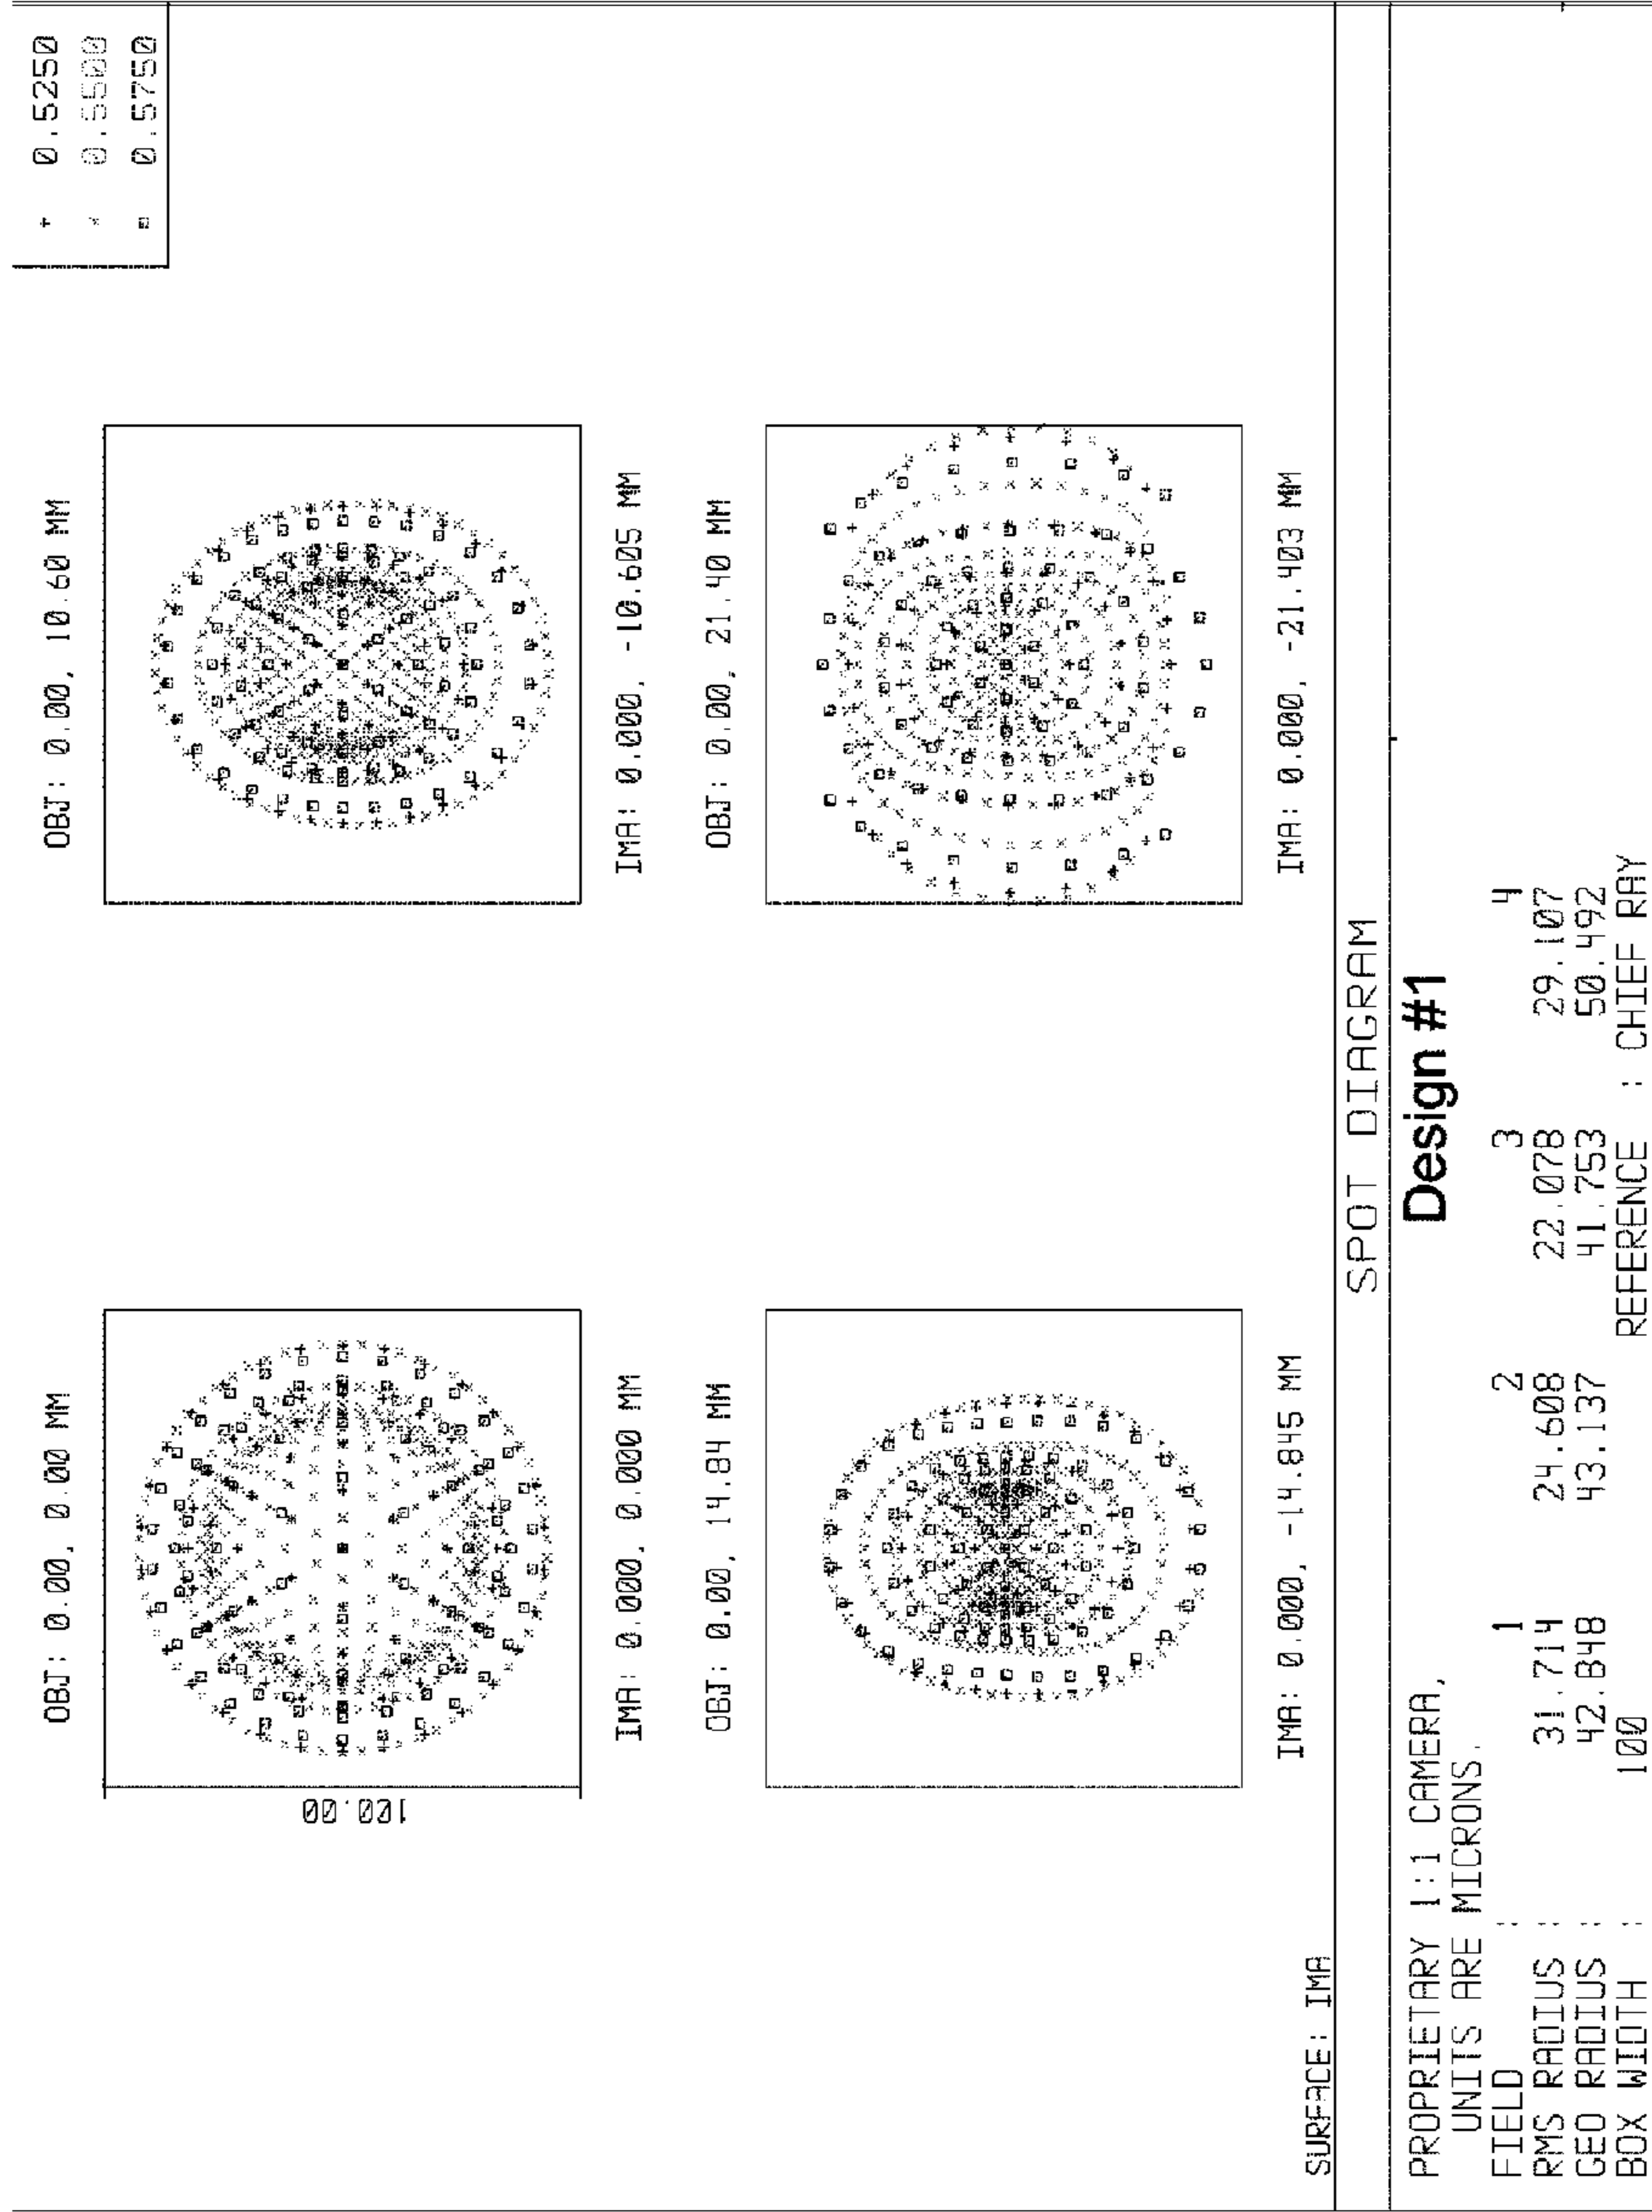 + 0.5250
× 0.5500
0.5750
OBJ: 0.00, 0.00 MM
OBJ: 0.00, 10.60 MM
100.00
IMA: 0.000, 0.000 MM
IMA: 0.000, -10.605 MM
OBJ: 0.00, 14.84 MM
OBJ: 0.00, 21.40 MM
IMA: 0.000, -14.845 MM
IMA: 0.000, -21.403 MM
SURFACE: IMA
SPOT DIAGRAM
PROPRIETARY 1:1 CAMERA,
Design #1
UNITS ARE MICRONS.
FIELD : 1 2 3 4
RMS RADIUS : 31.714 24.608 22.078 29.107
GEO RADIUS : 42.848 43.137 41.753 50.492
BOX WIDTH : 100 REFERENCE : CHIEF RAY